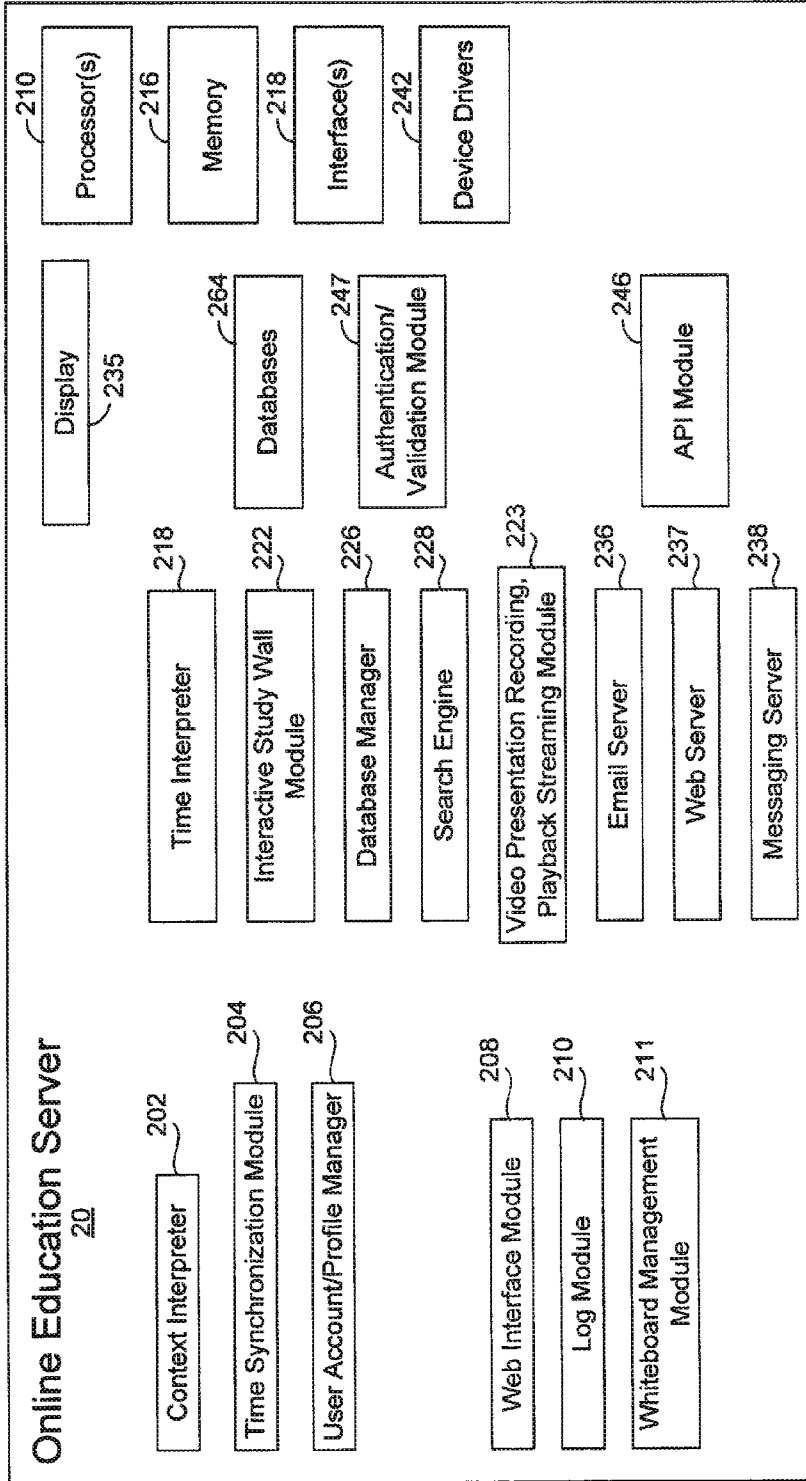 Online Education Server
20
Context Interpreter
202
Time Synchronization Module
204
User Account/Profile Manager
206
Web Interface Module
208
Log Module
210
Whiteboard Management
Module
211
Time Interpreter
218
Interactive Study Wall
Module
222
Database Manager
226
Search Engine
228
Video Presentation Recording,
Playback Streaming Module
223
Email Server
236
Web Server
237
Messaging Server
238
Display
235
Databases
264
Authentication/
Validation Module
247
API Module
246
Processor(s)
210
Memory
216
Interface(s)
218
Device Drivers
242